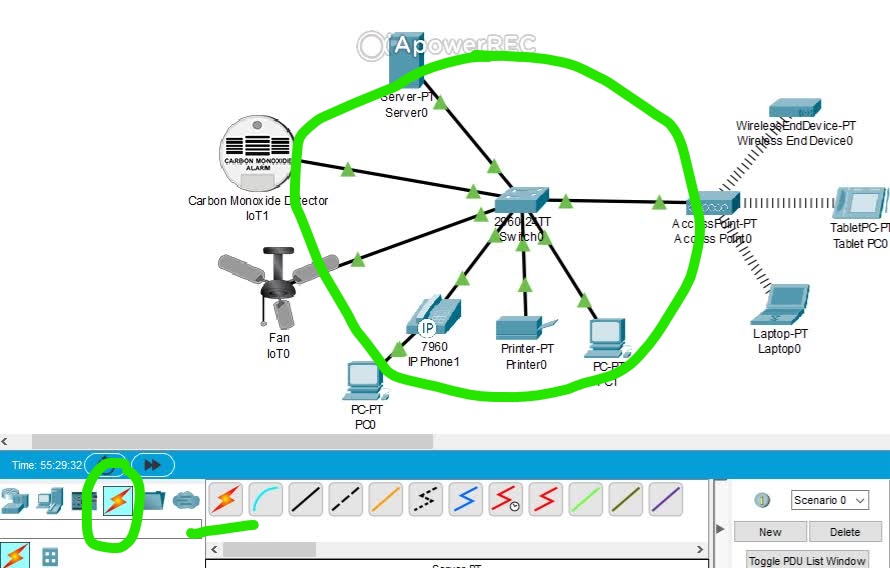 ApowerREC
Server-PT
Server0
WirelessEndDevice-PT
Wireless End Device0
CARBON MONOXIDE
ALARM
Carbon Monoxide Detector
IoT1
2960-24TT
Switch0
AccessPoint-PT
Access Point0
TabletPC-PT
Tablet PC0
Fan
IoT0
IP
7960
IP Phone1
Printer-PT
Printer0
PC-PT
PC1
Laptop-PT
Laptop0
PC-PT
PC0
Time: 55:29:32
Scenario 0
New
Delete
Toggle PDU List Window